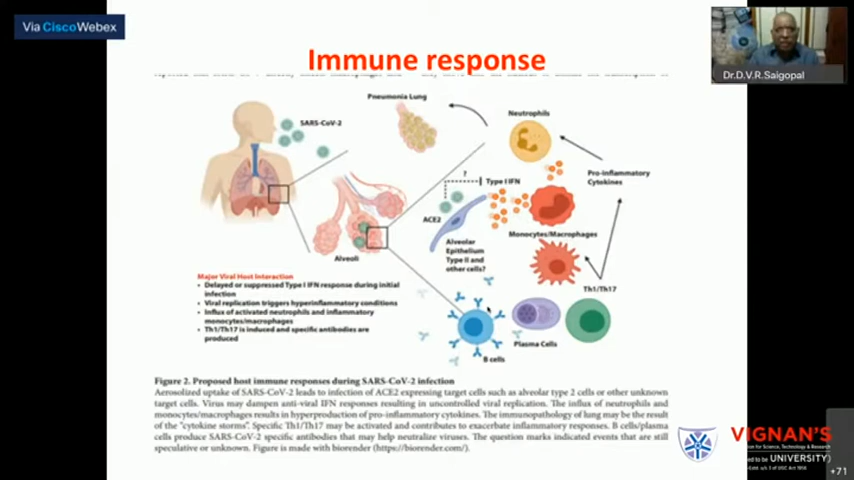 Via CiscoWebex
Immune response
Dr.D.V.R.Saigopal
Pneumonia Lung
Neutrophils
SARS-CoV-2
Pro-inflammatory
Cytokines
?
Type I IFN
ACE2
Monocytes/Macrophages
Alveolar
Epithelium
Type II and
other cells?
Alveoli
Th1/Th17
Major Viral Host Interaction
• Delayed or suppressed Type I IFN response during initial
infection
• Viral replication triggers hyperinflammatory conditions
• Influx of activated neutrophils and inflammatory
monocytes/macrophages
• Th1/Th17 is induced and specific antibodies are
produced
Plasma Cells
B cells
Figure 2. Proposed host immune responses during SARS-CoV-2 infection
Aerosolized uptake of SARS-CoV-2 leads to infection of ACE2 expressing target cells such as alveolar type 2 cells or other unknown
target cells. Virus may dampen anti-viral IFN responses resulting in uncontrolled viral replication. The influx of neutrophils and
monocytes/macrophages results in hyperproduction of pro-inflammatory cytokines. The immunopathology of lung may be the result
of the "cytokine storms". Specific Th1/Th17 may be activated and contributes to exacerbate inflammatory responses. B cells/plasma
cells produce SARS-CoV-2 specific antibodies that may help neutralize viruses. The question marks indicated events that are still
speculative or unknown. Figure is made with biorender (https://biorender.com/).
VIGNAN'S
for Science, Technology & Research
UNIVERSITY)
+71